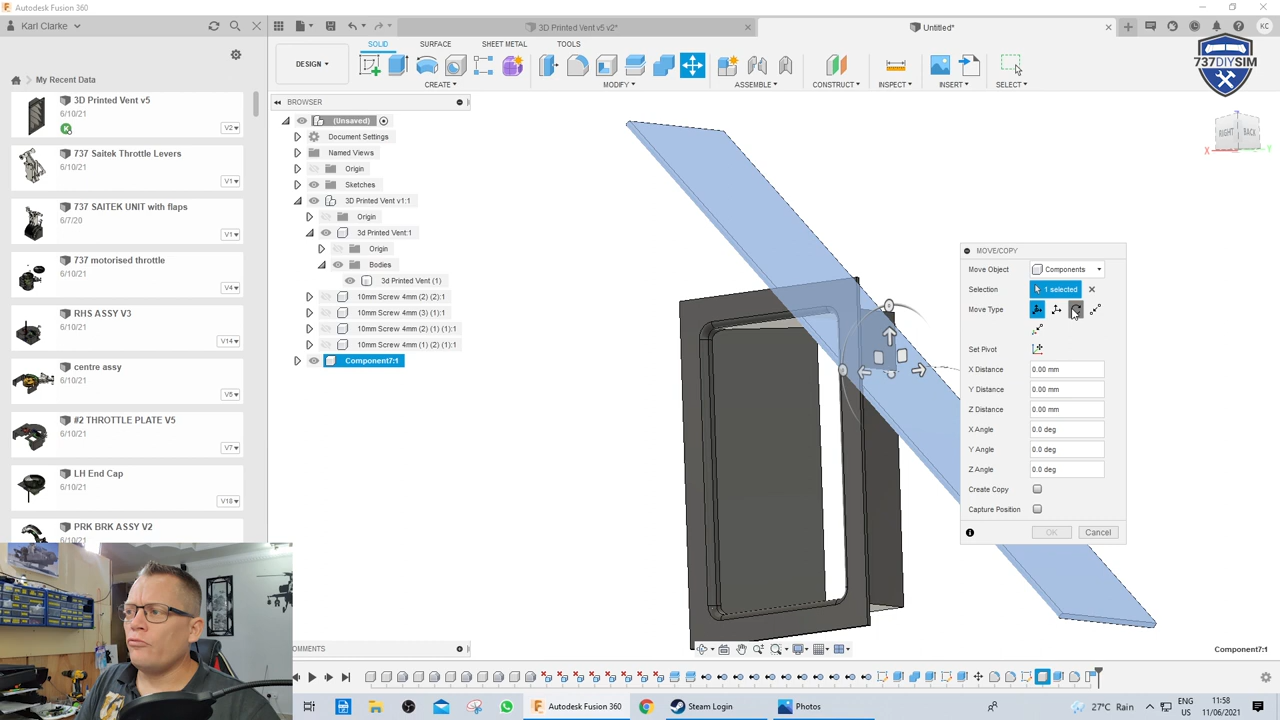 Autodesk Fusion 360
Karl Clarke
3D Printed Vent v5 v2*
Untitled*
KC
My Recent Data
3D Printed Vent v5
6/10/21
V2
737 Saitek Throttle Levers
6/10/21
V1
737 SAITEK UNIT with flaps
6/7/20
V1
737 motorised throttle
6/10/21
V4
RHS ASSY V3
6/10/21
V14
centre assy
6/10/21
V5
#2 THROTTLE PLATE V5
6/10/21
V7
LH End Cap
6/10/21
V18
PRK BRK ASSY V2
6/10/21
SOLID SURFACE SHEET METAL TOOLS
DESIGN
CREATE MODIFY ASSEMBLE CONSTRUCT INSPECT INSERT SELECT
737DIYSIM
BROWSER
(Unsaved)
Document Settings
Named Views
Origin
Sketches
3D Printed Vent v1:1
Origin
3d Printed Vent:1
Origin
Bodies
3d Printed Vent (1)
10mm Screw 4mm (2) (2):1
10mm Screw 4mm (3) (1):1
10mm Screw 4mm (2) (1) (1):1
10mm Screw 4mm (1) (2) (1):1
Component7:1
RIGHT BACK
X Y
MOVE/COPY
Move Object Components
Selection 1 selected
Move Type
Set Pivot
X Distance 0.00 mm
Y Distance 0.00 mm
Z Distance 0.00 mm
X Angle 0.0 deg
Y Angle 0.0 deg
Z Angle 0.0 deg
Create Copy
Capture Position
OK Cancel
OMMENTS
Component7:1
Autodesk Fusion 360
Steam Login
Photos
27°C Rain
ENG
US
11:58
11/06/2021